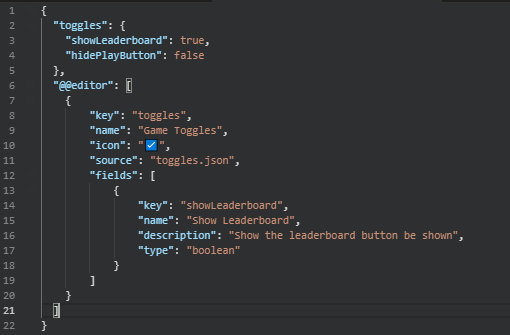 1 {
2 "toggles": {
3 "showLeaderboard": true,
4 "hidePlayButton": false
5 },
6 "@@editor": [
7 {
8 "key": "toggles",
9 "name": "Game Toggles",
10 "icon": "☑️",
11 "source": "toggles.json",
12 "fields": [
13 {
14 "key": "showLeaderboard",
15 "name": "Show Leaderboard",
16 "description": "Show the leaderboard button be shown",
17 "type": "boolean"
18 }
19 ]
20 }
21 ]
22 }